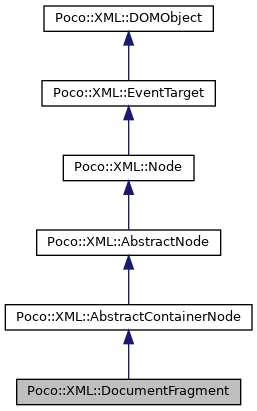 Poco::XML::DOMObject
Poco::XML::EventTarget
Poco::XML::Node
Poco::XML::AbstractNode
Poco::XML::AbstractContainerNode
Poco::XML::DocumentFragment